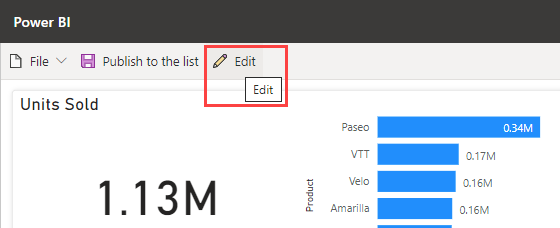 Power BI
File
Publish to the list
Edit
Edit
Units Sold
1.13M
Product
Paseo
0.34M
VTT
0.17M
Velo
0.16M
Amarilla
0.16M